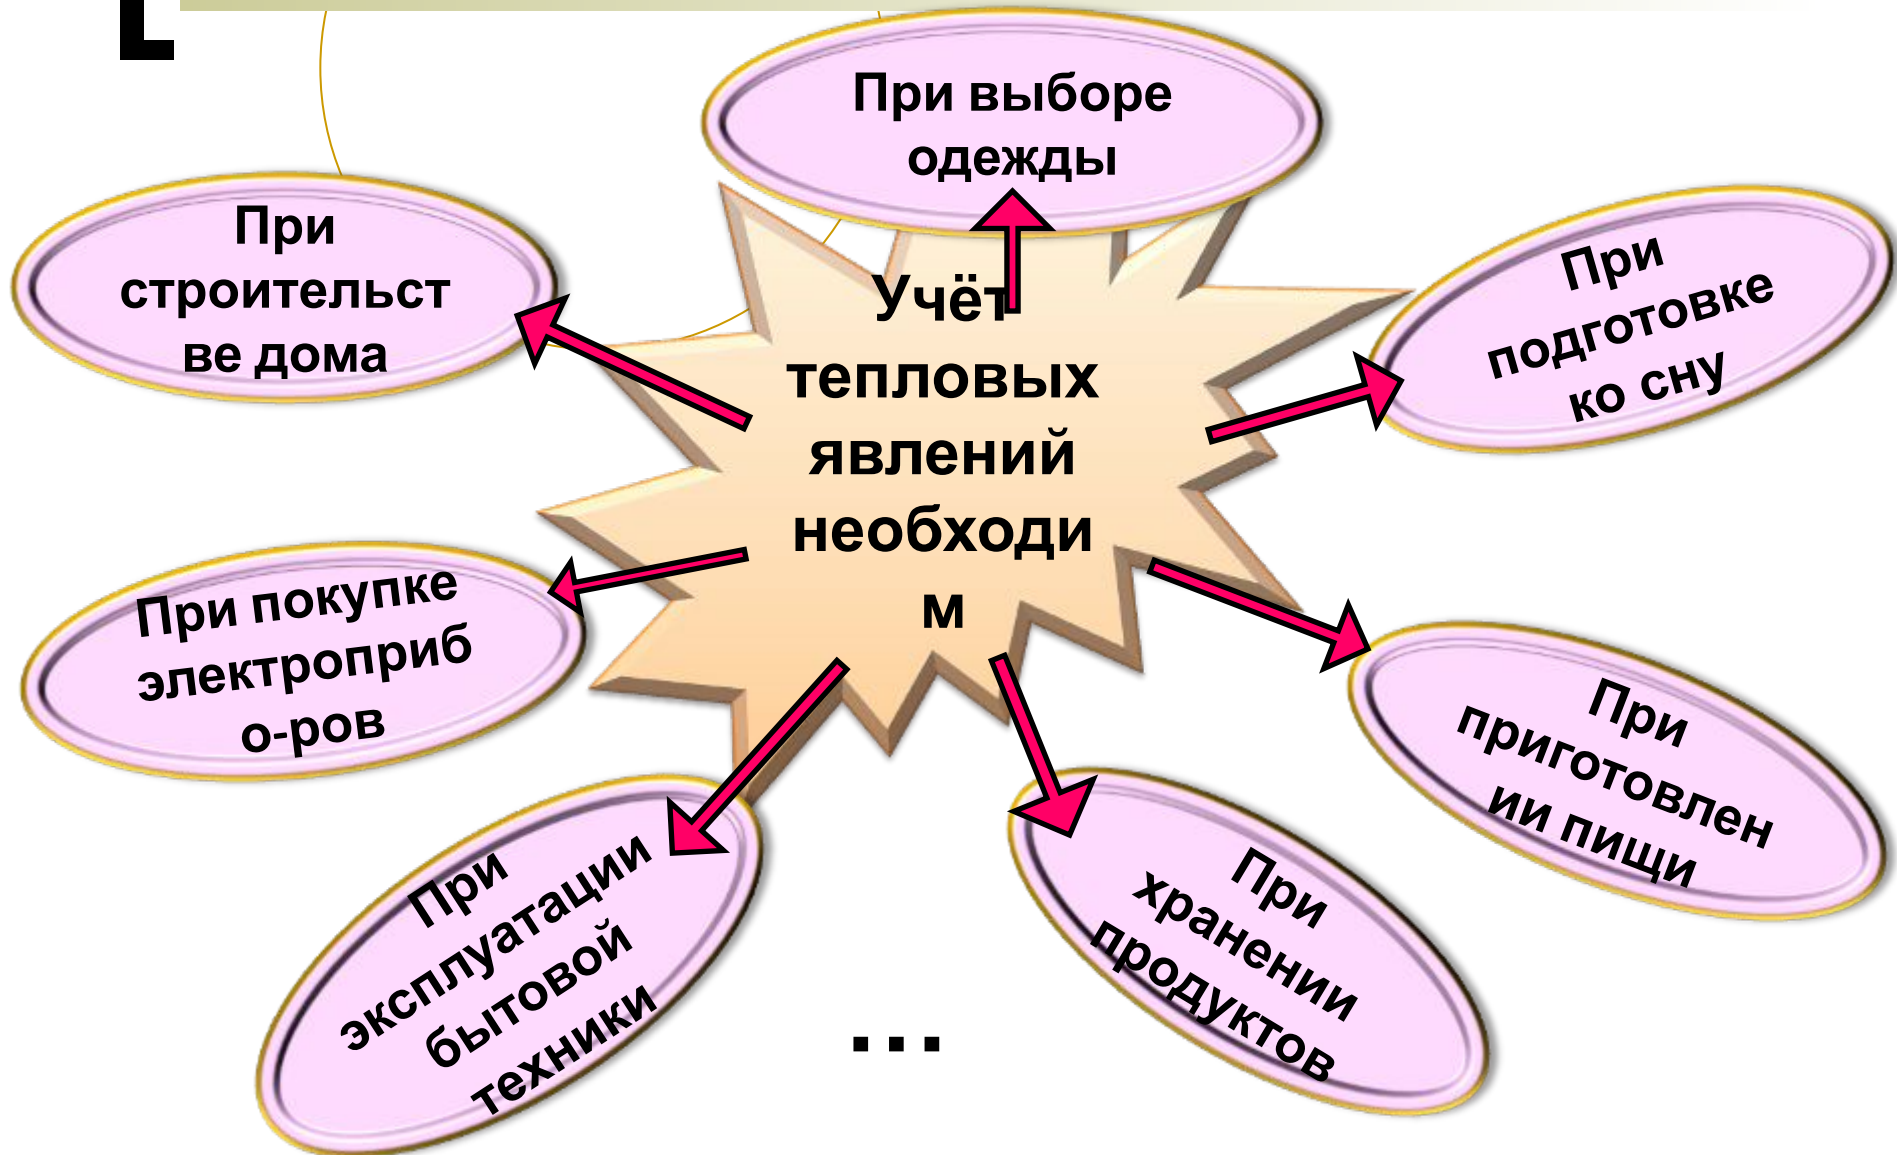 При выборе
одежды
При
строительст
ве дома
При
подготовке
ко сну
Учёт
тепловых
явлений
необходи
м
При покупке
электроприб
о-ров
При
приготовлен
ии пищи
При
эксплуатации
бытовой
техники
При
хранении
продуктов
...